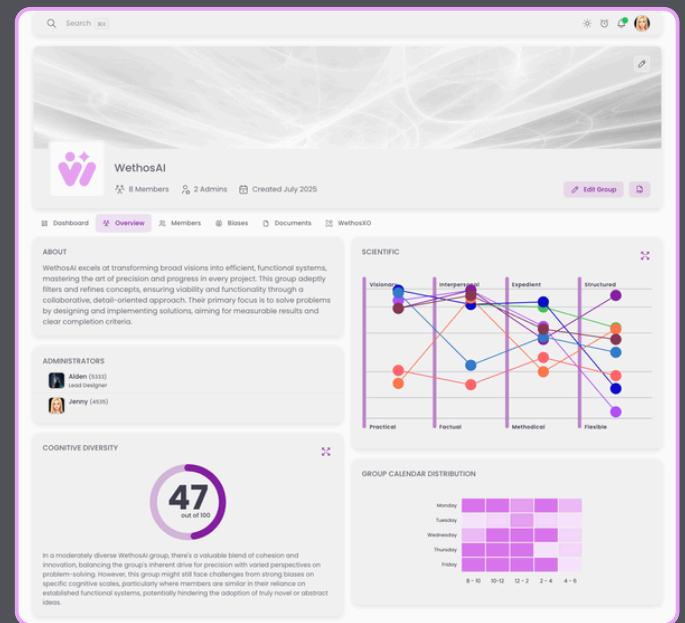 Search ⌘K
WethosAI
8 Members 2 Admins Created July 2025
Edit Group
Dashboard Overview Members Biases Documents WethosXO
ABOUT
WethosAI excels at transforming broad visions into efficient, functional systems,
mastering the art of precision and progress in every project. This group adeptly
filters and refines concepts, ensuring viability and functionality through a
collaborative, detail-oriented approach. Their primary focus is to solve problems
by designing and implementing solutions, aiming for measurable results and
clear completion criteria.
ADMINISTRATORS
Aiden (5333)
Lead Designer
Jenny (4535)
COGNITIVE DIVERSITY
47
out of 100
In a moderately diverse WethosAI group, there's a valuable blend of cohesion and
innovation, balancing the group's inherent drive for precision with varied perspectives on
problem-solving. However, this group might still face challenges from strong biases on
specific cognitive scales, particularly where members are similar in their reliance on
established functional systems, potentially hindering the adoption of truly novel or abstract
ideas.
SCIENTIFIC
Visionary Interpersonal Expedient Structured
Practical Factual Methodical Flexible
GROUP CALENDAR DISTRIBUTION
Monday
Tuesday
Wednesday
Thursday
Friday
8 - 10 10-12 12 - 2 2 - 4 4 - 6